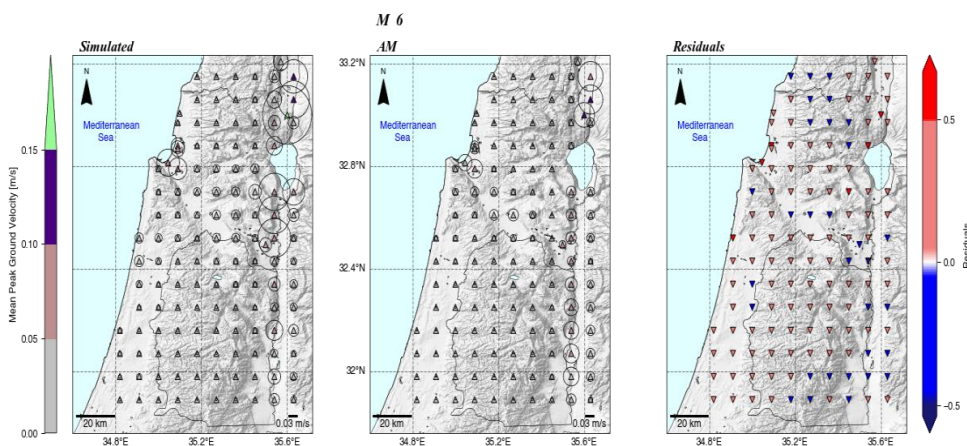 M 6
Simulated
AM
Residuals
33.2°N
N
N
N
Mediterranean
Sea
Mediterranean
Sea
Mediterranean
Sea
0.5
0.15
32.8°N
0.10
0.0
32.4°N
0.05
32°N
-0.5
0.00
20 km
0.03 m/s
20 km
0.03 m/s
20 km
34.8°E
35.2°E
35.6°E
34.8°E
35.2°E
35.6°E
34.8°E
35.2°E
35.6°E
Mean Peak Ground Velocity [m/s]
Residuals